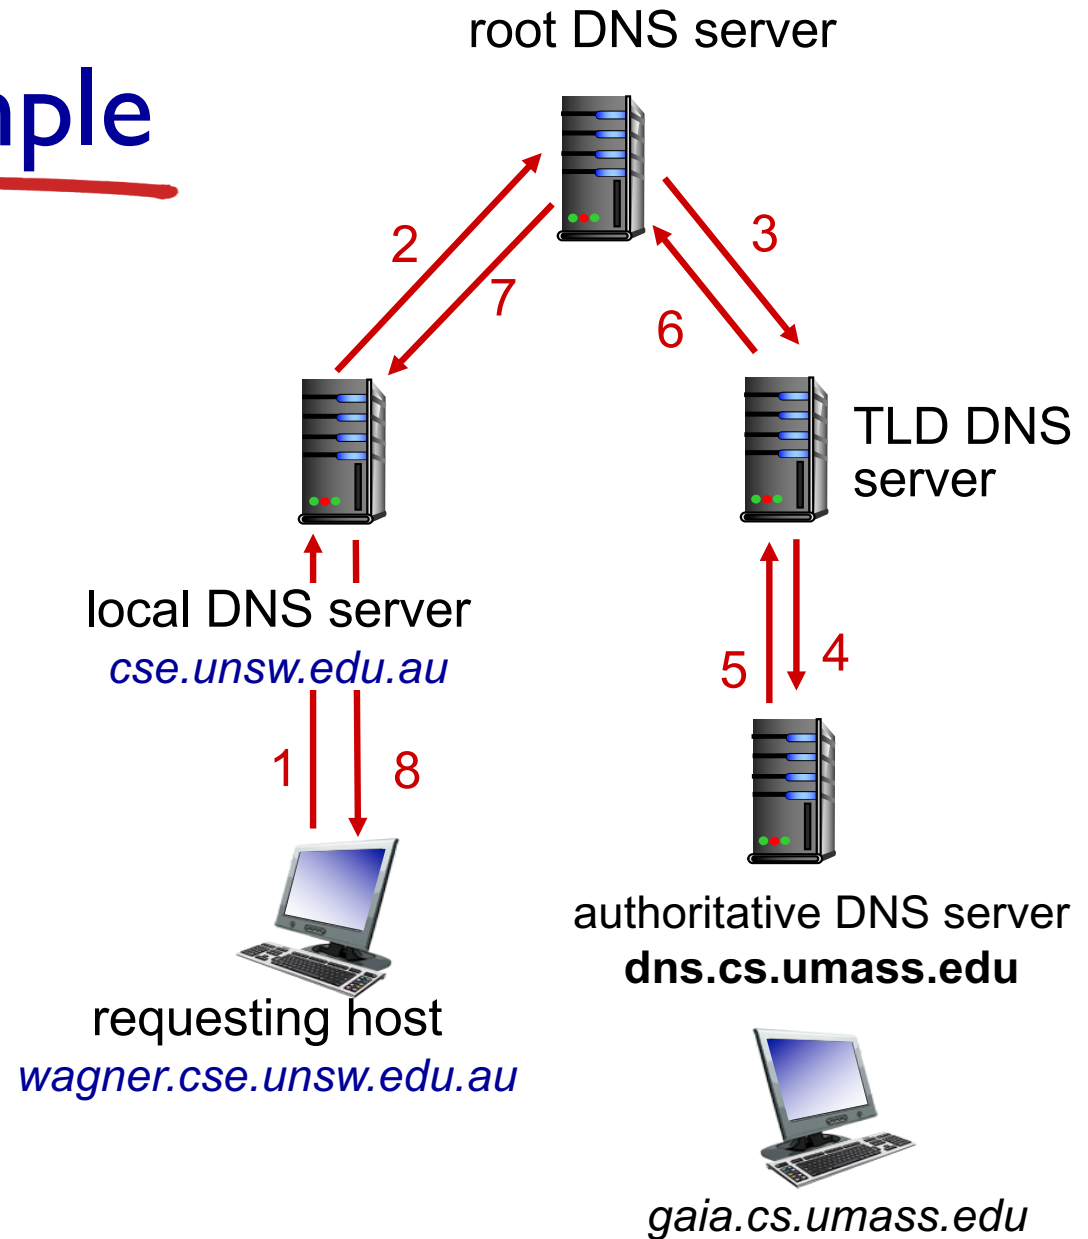 root DNS server
mple
2
3
7
6
TLD DNS
server
local DNS server
cse.unsw.edu.au
5
4
1
8
authoritative DNS server
dns.cs.umass.edu
requesting host
wagner.cse.unsw.edu.au
gaia.cs.umass.edu